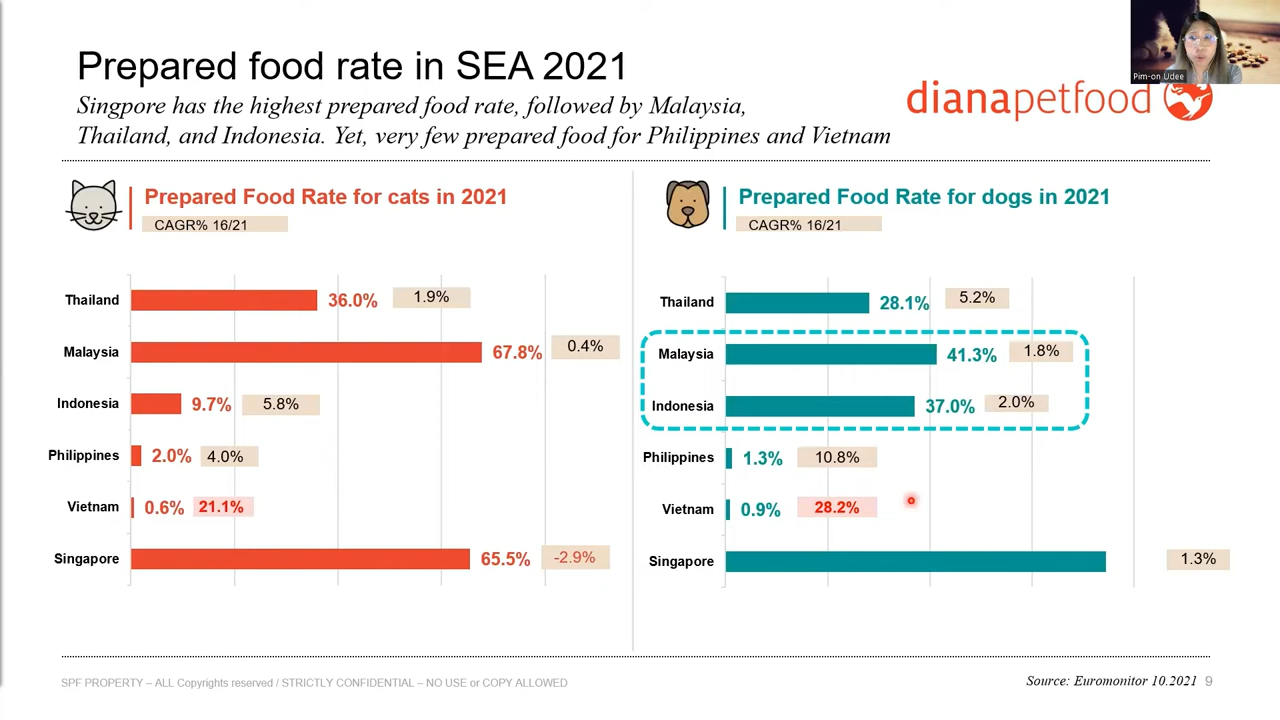 Prepared food rate in SEA 2021
Singpore has the highest prepared food rate, followed by Malaysia,
Thailand, and Indonesia. Yet, very few prepared food for Philippines and Vietnam
Pim-on Udee
dianapetfood
Prepared Food Rate for cats in 2021
CAGR% 16/21
Thailand 36.0% 1.9%
Malaysia 67.8% 0.4%
Indonesia 9.7% 5.8%
Philippines 2.0% 4.0%
Vietnam 0.6% 21.1%
Singapore 65.5% -2.9%
Prepared Food Rate for dogs in 2021
CAGR% 16/21
Thailand 28.1% 5.2%
Malaysia 41.3% 1.8%
Indonesia 37.0% 2.0%
Philippines 1.3% 10.8%
Vietnam 0.9% 28.2%
Singapore 1.3%
SPF PROPERTY – ALL Copyrights reserved / STRICTLY CONFIDENTIAL – NO USE or COPY ALLOWED
Source: Euromonitor 10.2021 9